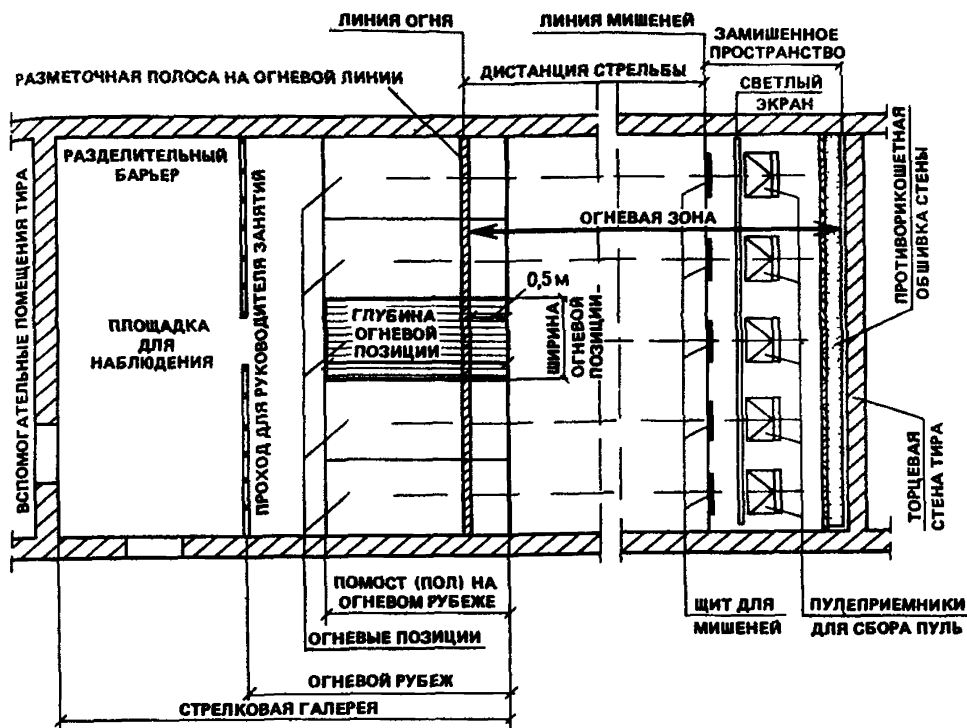 ЛИНИЯ ОГНЯ
ЛИНИЯ МИШЕНЕЙ
ЗАМИШЕННОЕ
ПРОСТРАНСТВО
РАЗМЕТОЧНАЯ ПОЛОСА НА ОГНЕВОЙ ЛИНИИ
ДИСТАНЦИЯ СТРЕЛЬБЫ
СВЕТЛЫЙ
ЭКРАН
ВСПОМОГАТЕЛЬНЫЕ ПОМЕЩЕНИЯ ТИРА
РАЗДЕЛИТЕЛЬНЫЙ
БАРЬЕР
ПРОХОД ДЛЯ РУКОВОДИТЕЛЯ ЗАНЯТИЙ
ОГНЕВАЯ ЗОНА
ПРОТИВОРИКОШЕТНАЯ
ОБШИВКА СТЕНЫ
0,5 м
ПЛОЩАДКА
ДЛЯ
НАБЛЮДЕНИЯ
ГЛУБИНА
ОГНЕВОЙ
ПОЗИЦИИ
ШИРИНА
ОГНЕВОЙ
ПОЗИЦИИ
ТОРЦЕВАЯ
СТЕНА ТИРА
ПОМОСТ (ПОЛ) НА
ОГНЕВОМ РУБЕЖЕ
ЩИТ ДЛЯ
МИШЕНЕЙ
ПУЛЕПРИЕМНИКИ
ДЛЯ СБОРА ПУЛЬ
ОГНЕВЫЕ ПОЗИЦИИ
ОГНЕВОЙ РУБЕЖ
СТРЕЛКОВАЯ ГАЛЕРЕЯ